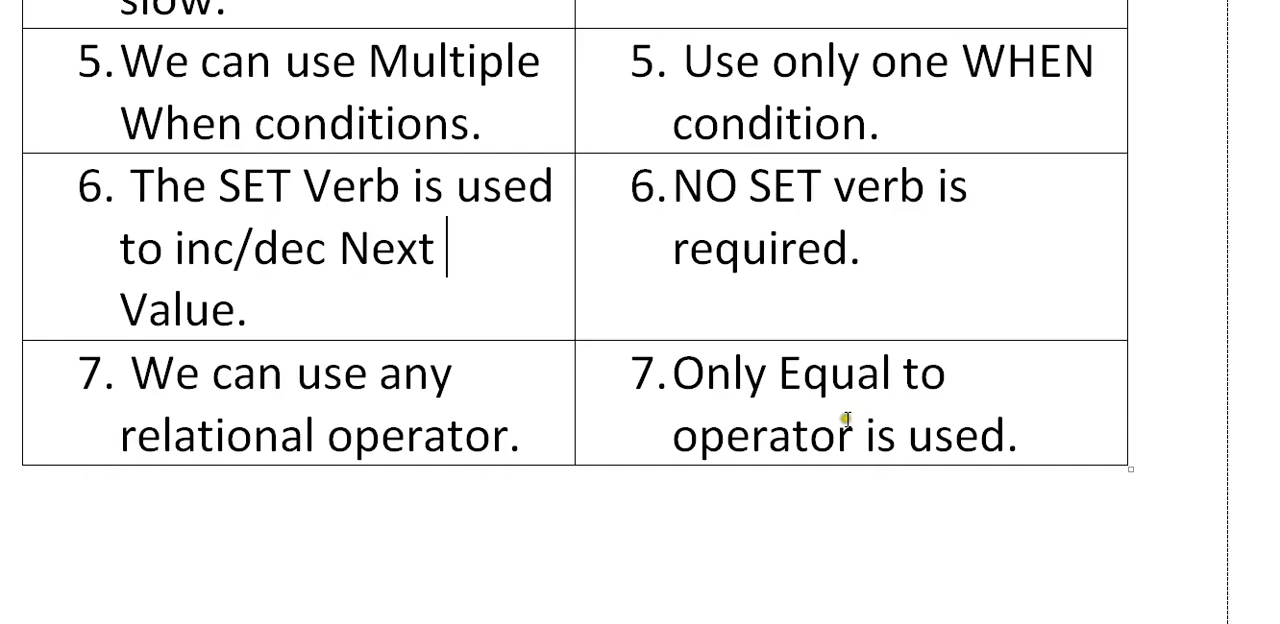 slow.
5. We can use Multiple
When conditions.
5. Use only one WHEN
condition.
6. The SET Verb is used
to inc/dec Next
Value.
6. NO SET verb is
required.
7. We can use any
relational operator.
7. Only Equal to
operator is used.